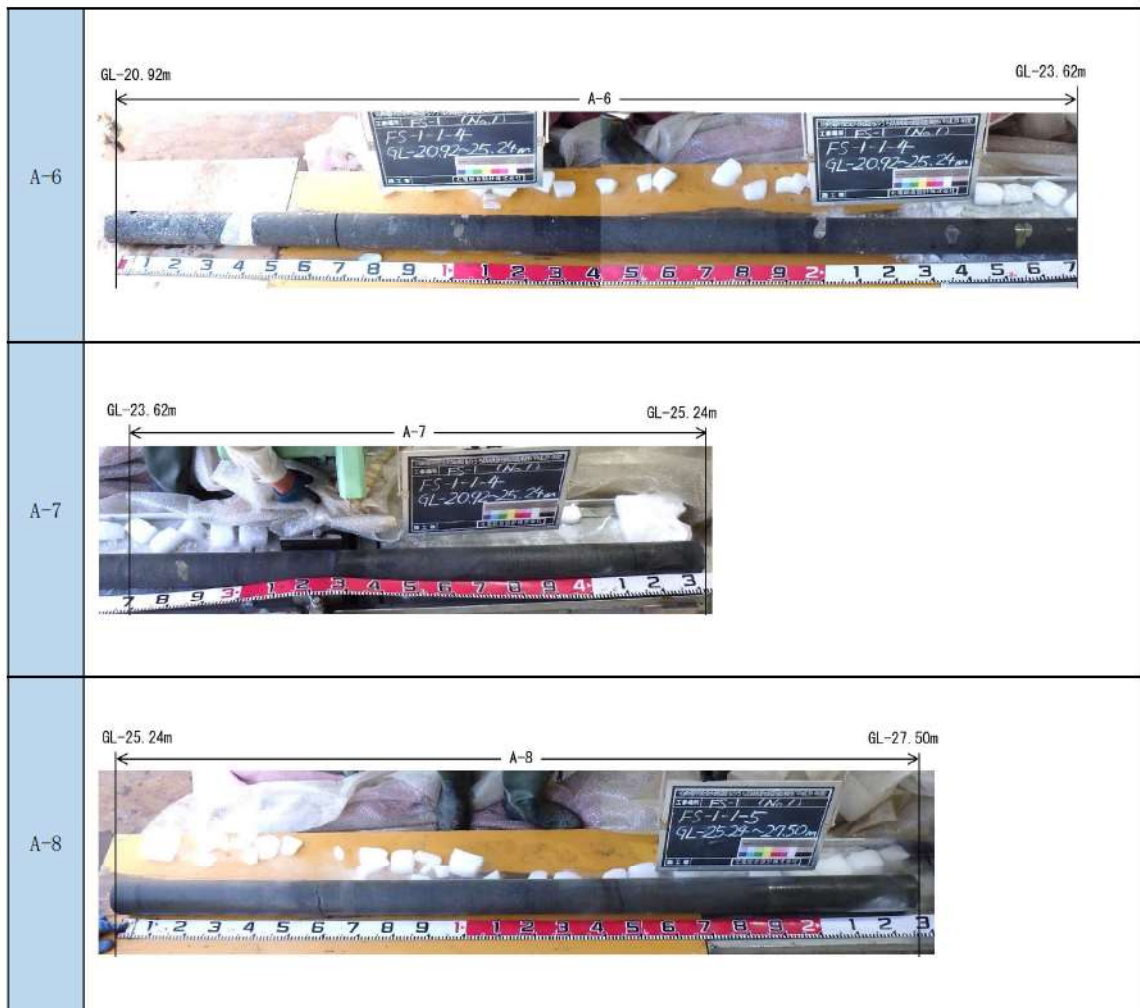 A-6
GL-20.92m
GL-23.62m
A-6
FS-1 (No.1)
FS-1-1-4
GL-20.92~25.24m
FS-1 (No.1)
FS-1-1-4
GL-20.92~25.24m
1 2 3 4 5 6 7 8 9 1 1 2 3 4 5 6 7 8 9 2 1 2 3 4 5 6 7
A-7
GL-23.62m
GL-25.24m
A-7
FS-1 (No.1)
FS-1-1-4
GL-20.92~25.24m
7 8 9 3 1 2 3 4 5 6 7 8 9 4 1 2 3
A-8
GL-25.24m
GL-27.50m
A-8
FS-1 (No.1)
FS-1-1-5
GL-25.24~27.50m
1 2 3 4 5 6 7 8 9 1 1 2 3 4 5 6 7 8 9 2 1 2 3